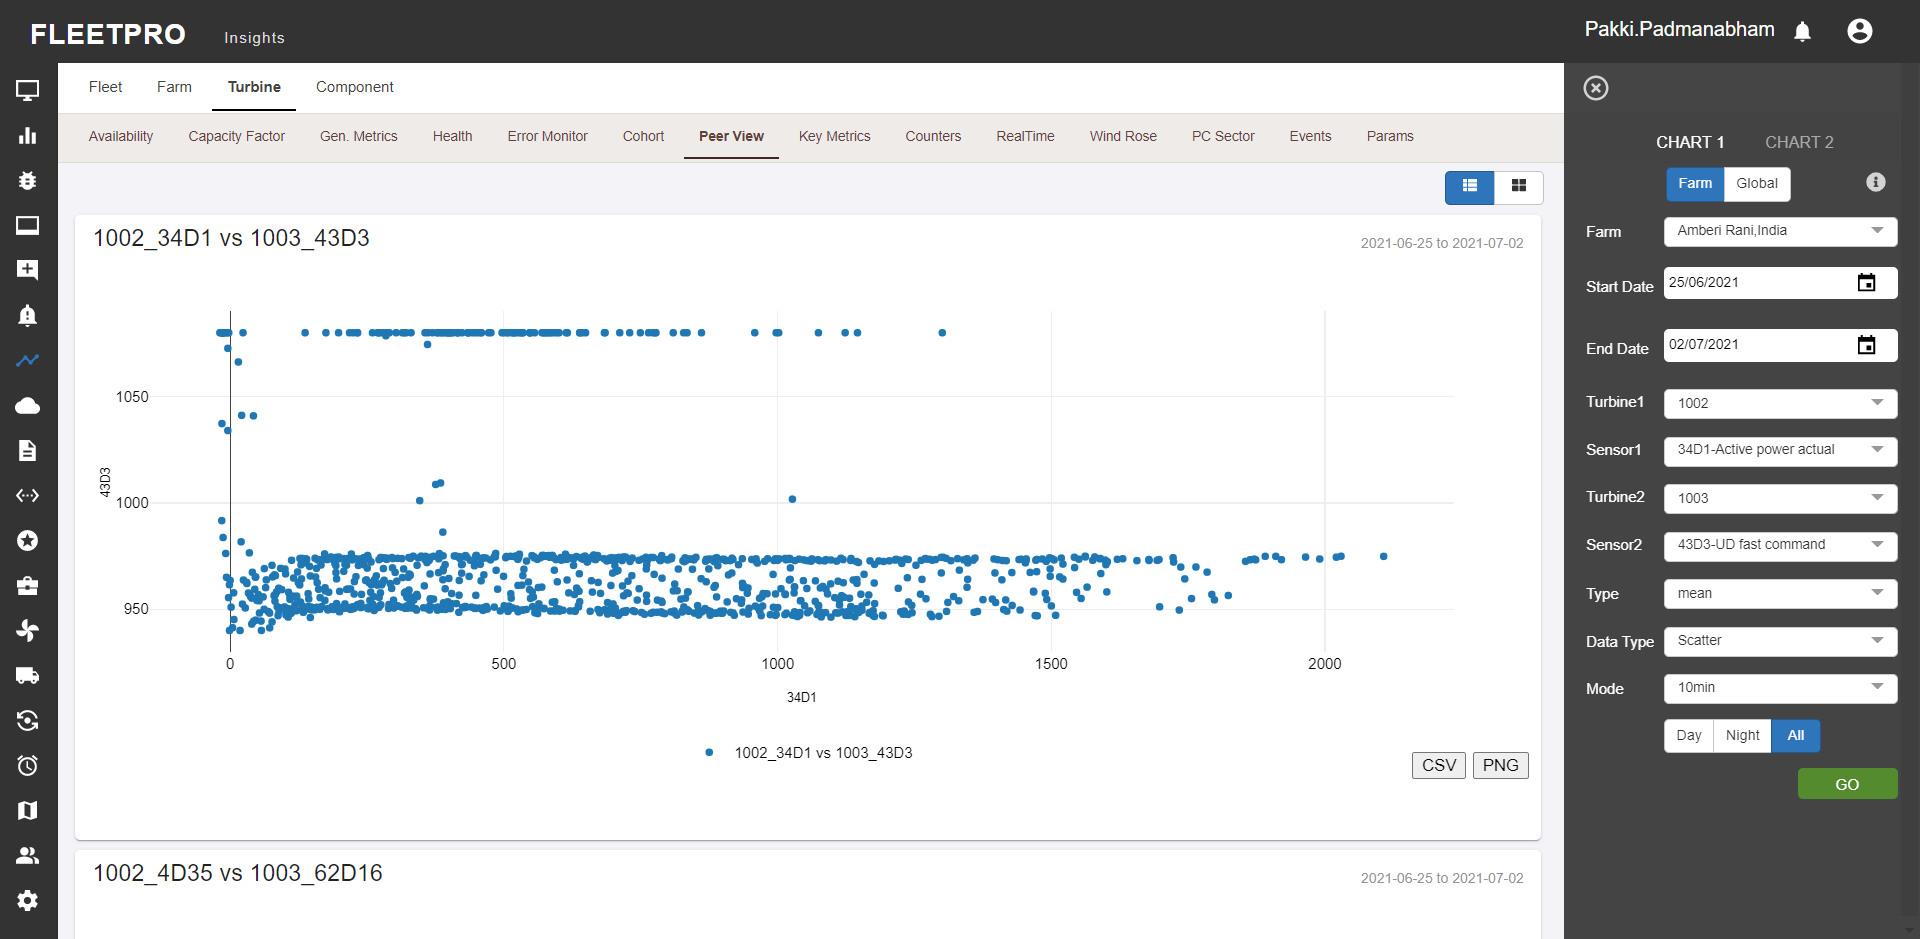 FLEETPRO
Insights
Pakki.Padmanabham
Fleet Farm Turbine Component
Availability Capacity Factor Gen. Metrics Health Error Monitor Cohort Peer View Key Metrics Counters RealTime Wind Rose PC Sector Events Params
1002_34D1 vs 1003_43D3
2021-06-25 to 2021-07-02
1050
1000
950
43D3
0 500 1000 1500 2000
34D1
1002_34D1 vs 1003_43D3
CSV PNG
1002_4D35 vs 1003_62D16
2021-06-25 to 2021-07-02
CHART 1 CHART 2
Farm Global
Farm Amberi Rani,India
Start Date 25/06/2021
End Date 02/07/2021
Turbine1 1002
Sensor1 34D1-Active power actual
Turbine2 1003
Sensor2 43D3-UD fast command
Type mean
Data Type Scatter
Mode 10min
Day Night All
GO